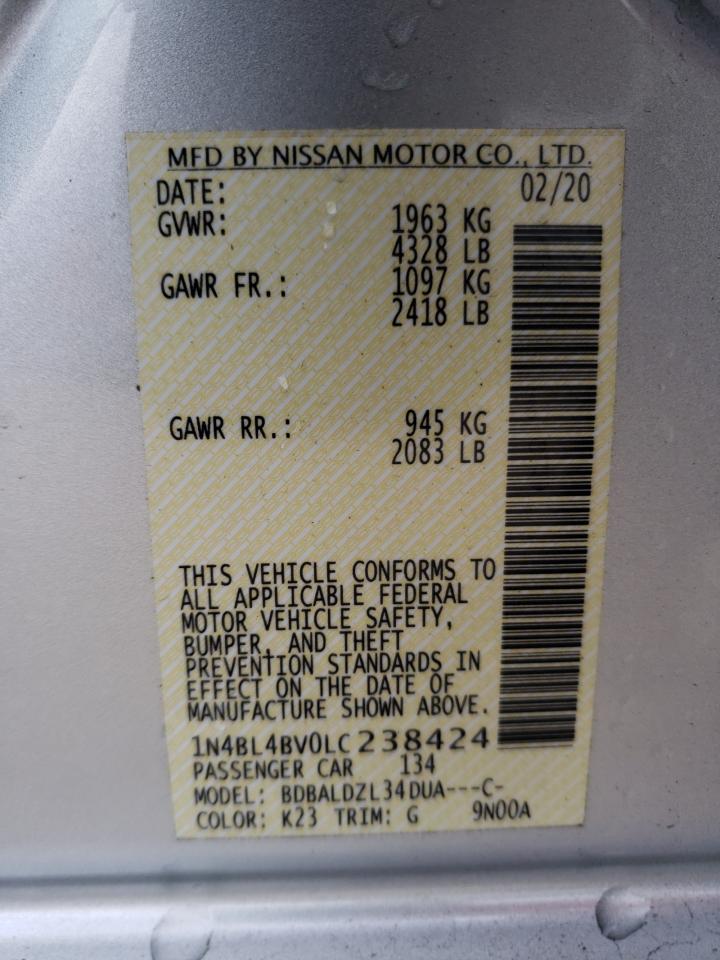 MFD BY NISSAN MOTOR CO., LTD.
DATE: 02/20
GVWR: 1963 KG
4328 LB
GAWR FR.: 1097 KG
2418 LB
GAWR RR.: 945 KG
2083 LB
THIS VEHICLE CONFORMS TO
ALL APPLICABLE FEDERAL
MOTOR VEHICLE SAFETY,
BUMPER, AND THEFT
PREVENTION STANDARDS IN
EFFECT ON THE DATE OF
MANUFACTURE SHOWN ABOVE.
1N4BL4BV0LC238424
PASSENGER CAR 134
MODEL: BDBALDZL34DUA---C-
COLOR: K23 TRIM: G 9N00A